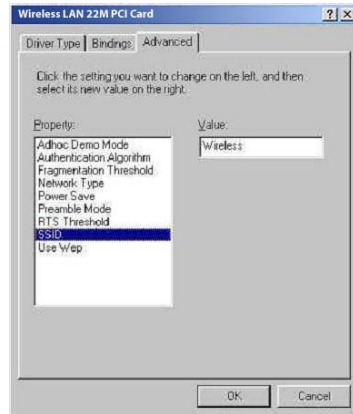 Wireless LAN 22M PCI Card
Driver Type Bindings Advanced
Click the setting you want to change on the left, and then
select its new value on the right.
Property: Value:
Adhoc Demo Mode Wireless
Authentication Algorithm
Fragmentation Threshold
Network Type
Power Save
Preamble Mode
RTS Threshold
SSID
Use Wep
OK Cancel